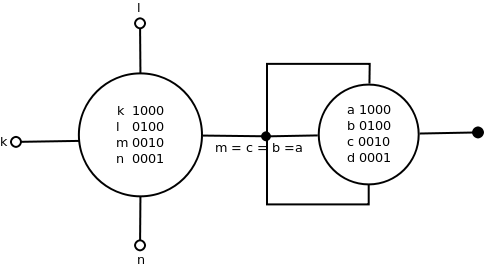 l
k
k 1000
l 0100
m 0010
n 0001
a 1000
b 0100
c 0010
d 0001
m = c = b =a
n